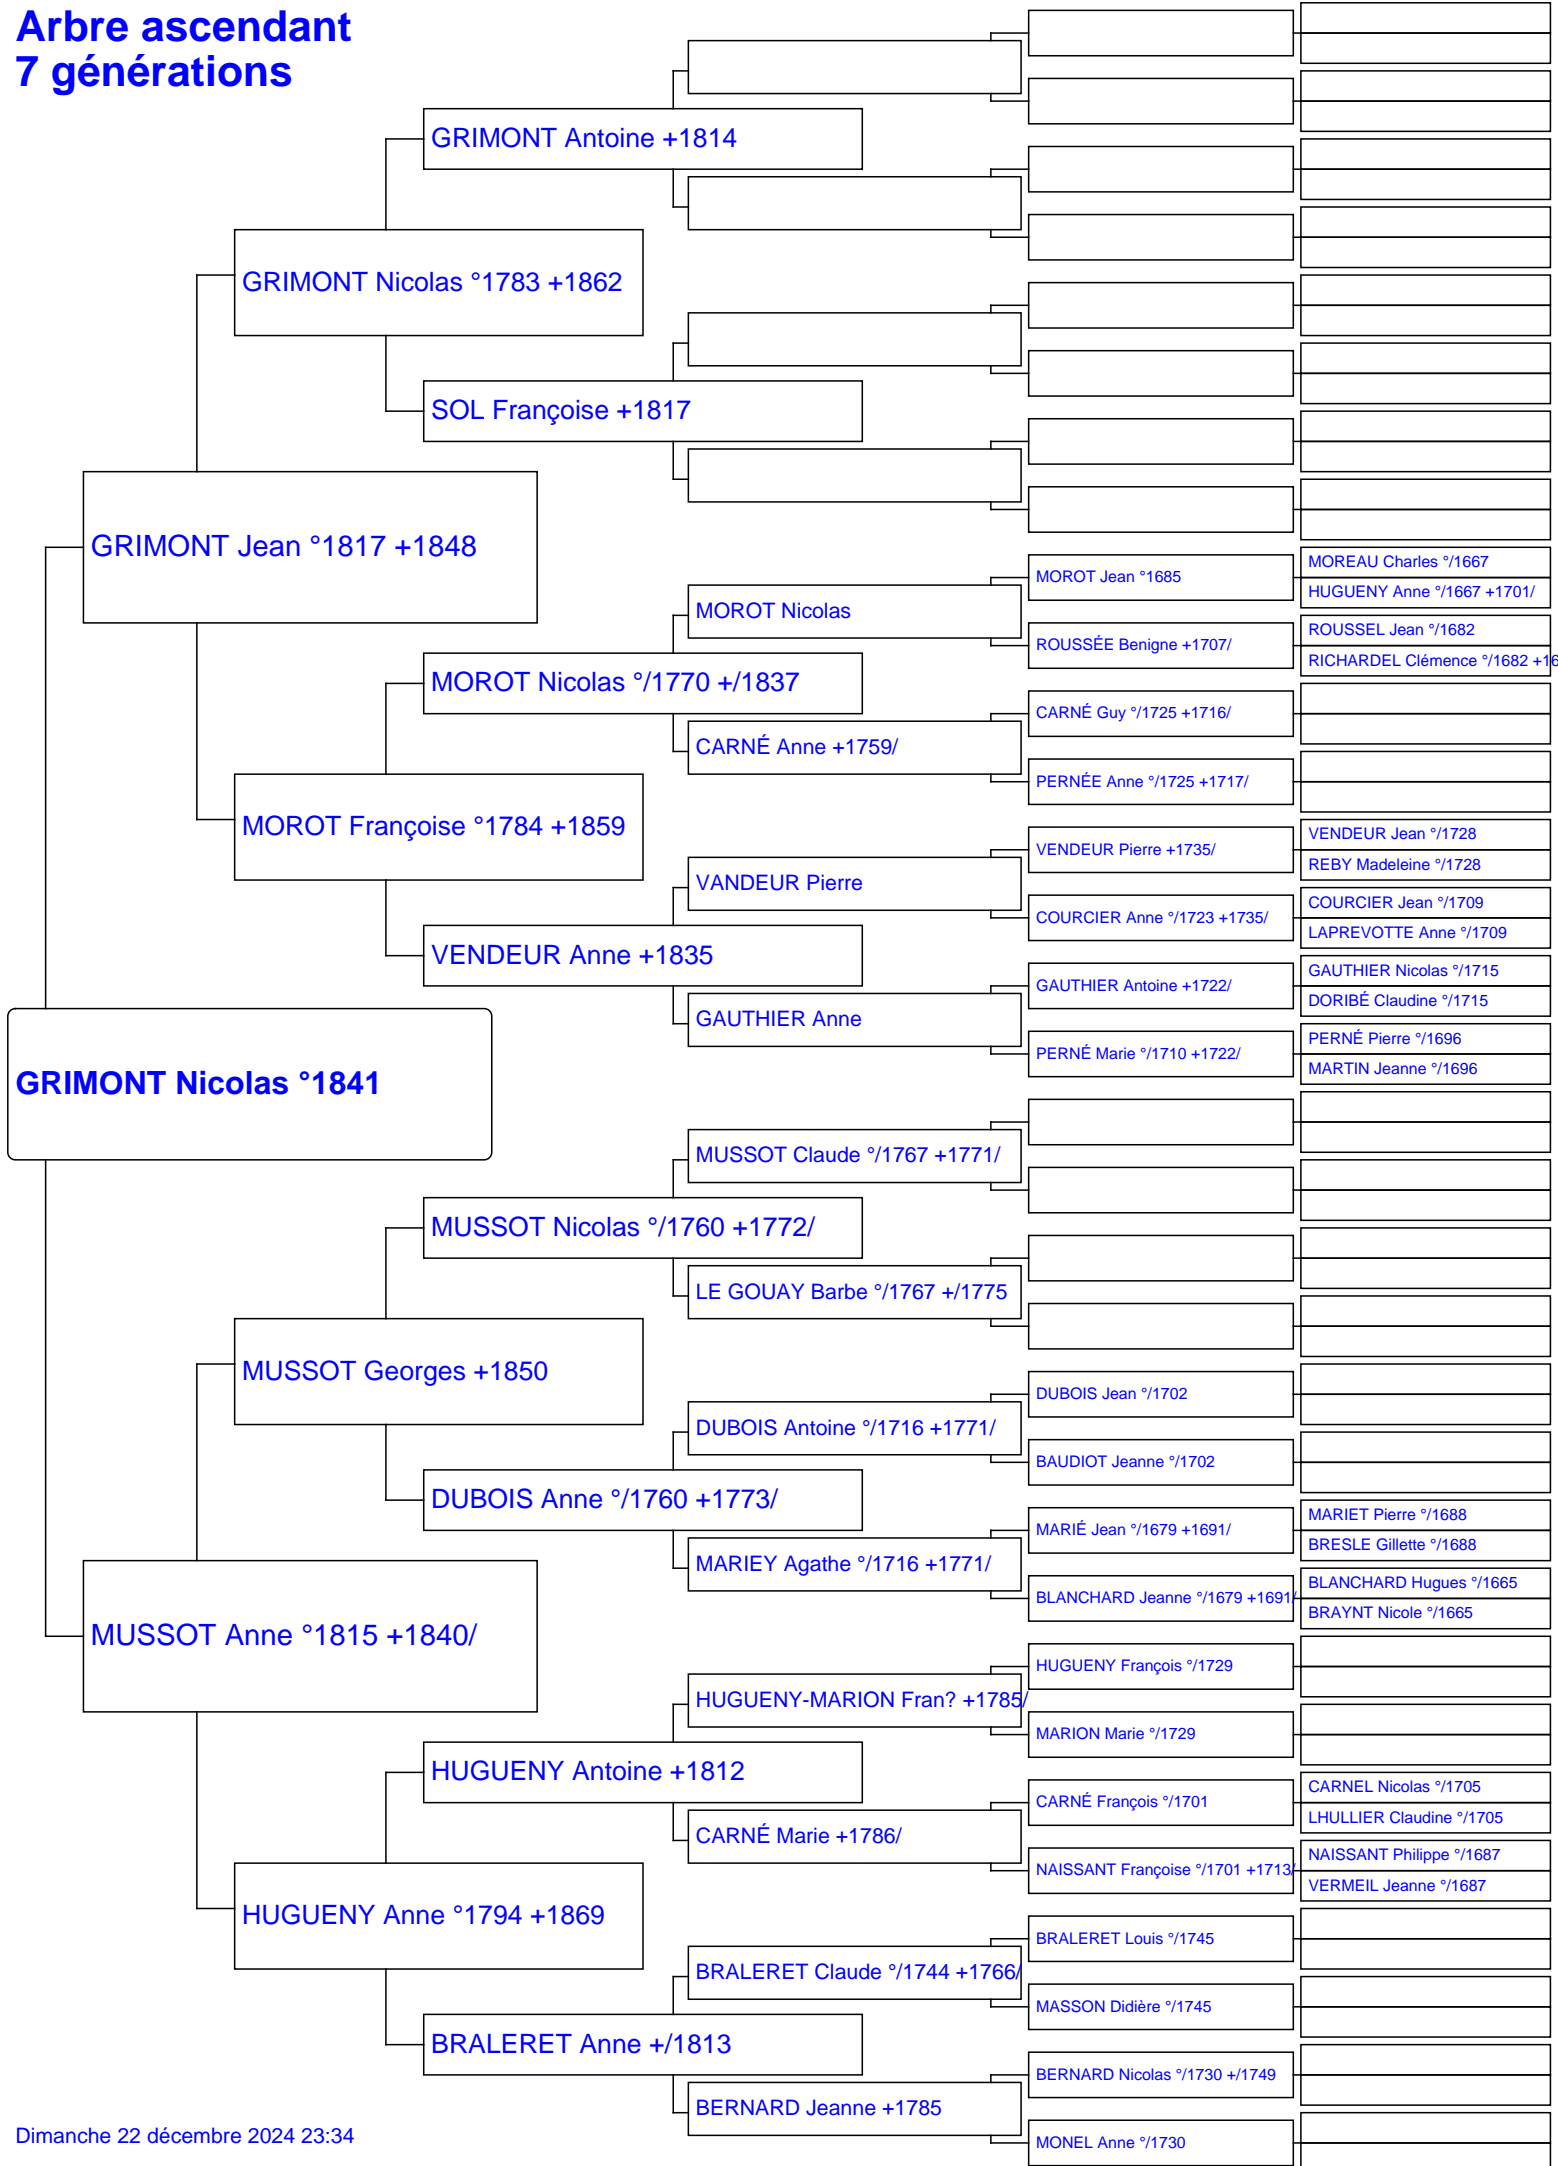 Arbre ascendant
7 générations
GRIMONT Antoine +1814
GRIMONT Nicolas °1783 +1862
SOL Françoise +1817
GRIMONT Jean °1817 +1848
MOREAU Charles °/1667
MOROT Jean °1685
HUGUENY Anne °/1667 +1701/
MOROT Nicolas
ROUSSEL Jean °/1682
ROUSSÉE Benigne +1707/
RICHARDEL Clémence °/1682 +16
MOROT Nicolas °/1770 +/1837
CARNÉ Guy °/1725 +1716/
CARNÉ Anne +1759/
PERNÉE Anne °/1725 +1717/
MOROT Françoise °1784 +1859
VENDEUR Jean °/1728
VENDEUR Pierre +1735/
REBY Madeleine °/1728
VANDEUR Pierre
COURCIER Jean °/1709
COURCIER Anne °/1723 +1735/
LAPREVOTTE Anne °/1709
VENDEUR Anne +1835
GAUTHIER Nicolas °/1715
GAUTHIER Antoine +1722/
DORIBÉ Claudine °/1715
GAUTHIER Anne
PERNÉ Pierre °/1696
PERNÉ Marie °/1710 +1722/
MARTIN Jeanne °/1696
GRIMONT Nicolas °1841
MUSSOT Claude °/1767 +1771/
MUSSOT Nicolas °/1760 +1772/
LE GOUAY Barbe °/1767 +/1775
MUSSOT Georges +1850
DUBOIS Jean °/1702
DUBOIS Antoine °/1716 +1771/
BAUDIOT Jeanne °/1702
DUBOIS Anne °/1760 +1773/
MARIET Pierre °/1688
MARIÉ Jean °/1679 +1691/
BRESLE Gillette °/1688
MARIEY Agathe °/1716 +1771/
BLANCHARD Hugues °/1665
BLANCHARD Jeanne °/1679 +1691/
BRAYNT Nicole °/1665
MUSSOT Anne °1815 +1840/
HUGUENY François °/1729
HUGUENY-MARION Fran? +1785/
MARION Marie °/1729
HUGUENY Antoine +1812
CARNEL Nicolas °/1705
CARNÉ François °/1701
LHULLIER Claudine °/1705
CARNÉ Marie +1786/
NAISSANT Philippe °/1687
NAISSANT Françoise °/1701 +1713/
VERMEIL Jeanne °/1687
HUGUENY Anne °1794 +1869
BRALERET Louis °/1745
BRALERET Claude °/1744 +1766/
MASSON Didière °/1745
BRALERET Anne +/1813
BERNARD Nicolas °/1730 +/1749
BERNARD Jeanne +1785
MONEL Anne °/1730
Dimanche 22 décembre 2024 23:34